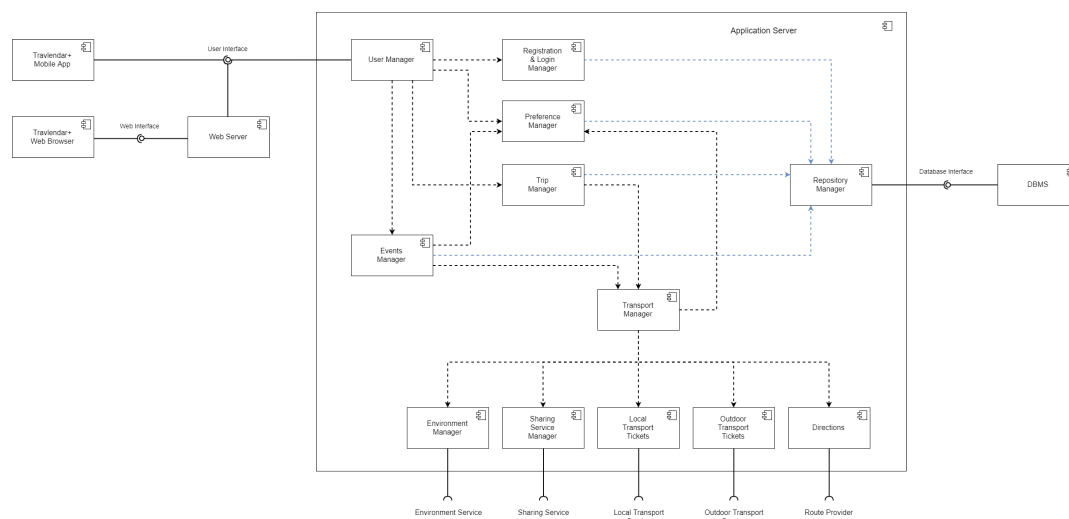 Application Server
Travlendar+
Mobile App
User Interface
User Manager
Registration
& Login
Manager
Travlendar+
Web Browser
Web Interface
Web Server
Preference
Manager
Trip
Manager
Repository
Manager
Database Interface
DBMS
Events
Manager
Transport
Manager
Environment
Manager
Sharing
Service
Manager
Local
Transport
Tickets
Outdoor
Transport
Tickets
Directions
Environment Service
Sharing Service
Local Transport
Outdoor Transport
Route Provider